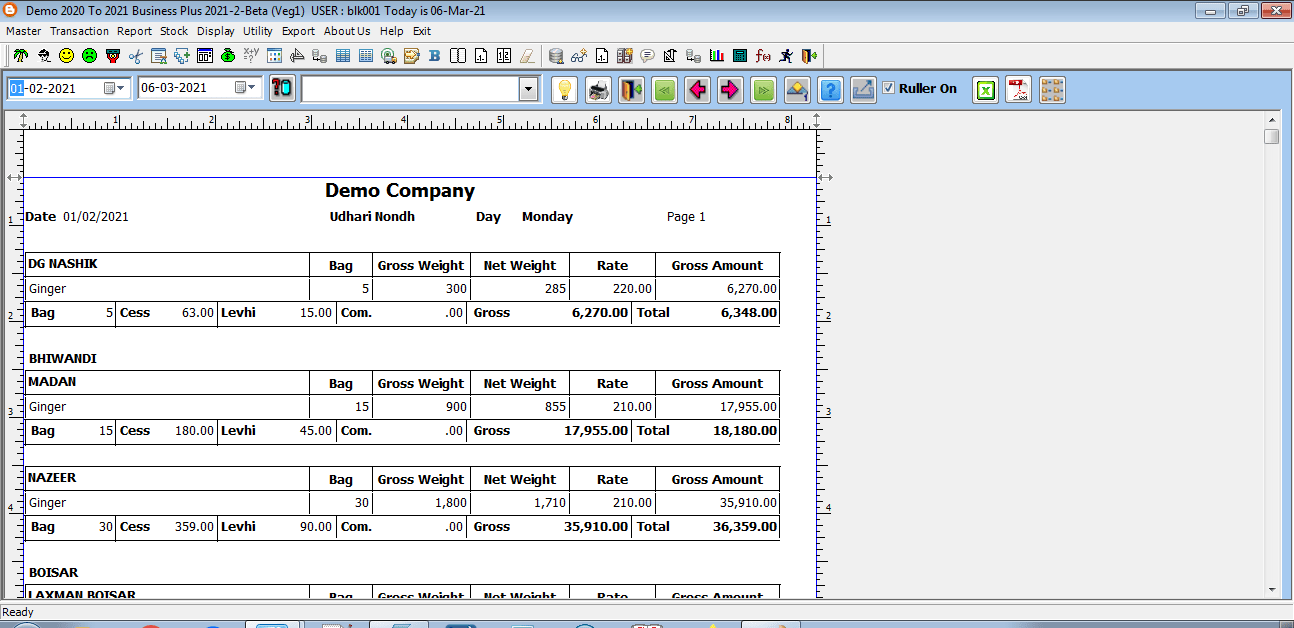 Demo 2020 To 2021 Business Plus 2021-2-Beta (Veg1) USER : blk001 Today is 06-Mar-21
Master Transaction Report Stock Display Utility Export About Us Help Exit
01-02-2021 06-03-2021 Ruller On
1 2 3 4 5 6 7 8
Demo Company
Date 01/02/2021 Udhari Nondh Day Monday Page 1
DG NASHIK Bag Gross Weight Net Weight Rate Gross Amount
Ginger 5 300 285 220.00 6,270.00
Bag 5 Cess 63.00 Levhi 15.00 Com. .00 Gross 6,270.00 Total 6,348.00
BHIWANDI
MADAN Bag Gross Weight Net Weight Rate Gross Amount
Ginger 15 900 855 210.00 17,955.00
Bag 15 Cess 180.00 Levhi 45.00 Com. .00 Gross 17,955.00 Total 18,180.00
NAZEER Bag Gross Weight Net Weight Rate Gross Amount
Ginger 30 1,800 1,710 210.00 35,910.00
Bag 30 Cess 359.00 Levhi 90.00 Com. .00 Gross 35,910.00 Total 36,359.00
BOISAR
LAXMAN BOISAR Bag Gross Weight Net Weight Rate Gross Amount
Ready